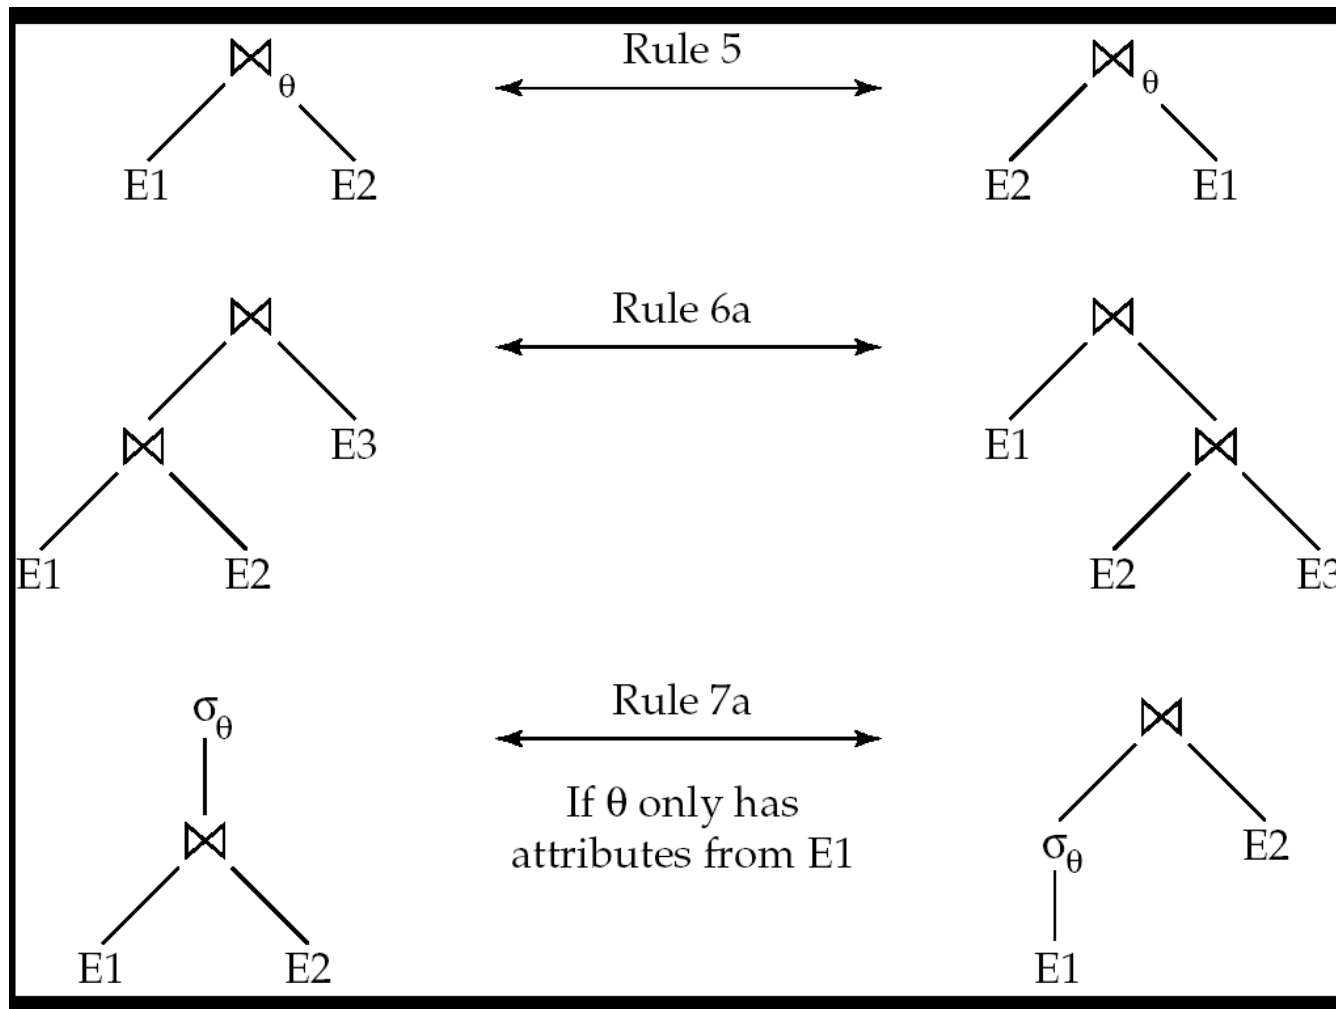 Rule 5
⋈θ
⋈θ
E1 E2
E2 E1
Rule 6a
⋈
⋈
E3
E1
⋈
⋈
E1 E2
E2 E3
Rule 7a
σθ
⋈
If θ only has
attributes from E1
⋈
σθ
E2
E1 E2
E1